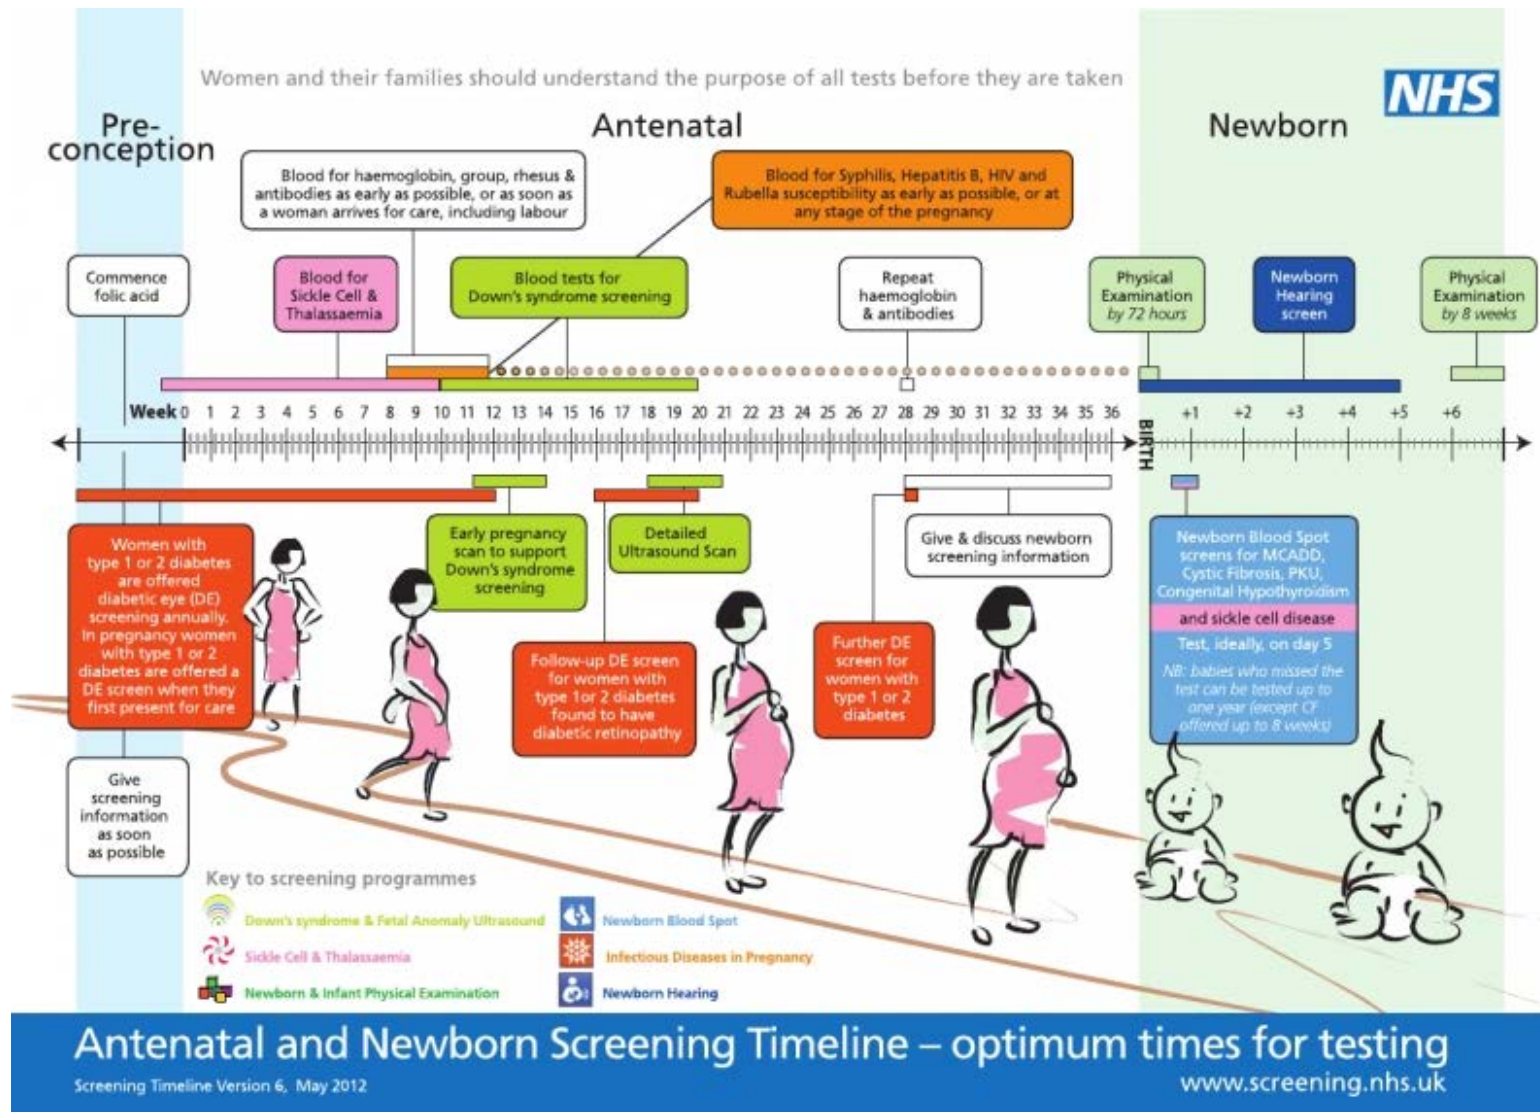 Women and their families should understand the purpose of all tests before they are taken
NHS
Pre-
conception
Antenatal
Newborn
Blood for haemoglobin, group, rhesus &
antibodies as early as possible, or as soon as
a woman arrives for care, including labour
Blood for Syphilis, Hepatitis B, HIV and
Rubella susceptibility as early as possible, or at
any stage of the pregnancy
Commence
folic acid
Blood for
Sickle Cell &
Thalassaemia
Blood tests for
Down's syndrome screening
Repeat
haemoglobin
& antibodies
Physical
Examination
by 72 hours
Newborn
Hearing
screen
Physical
Examination
by 8 weeks
Week 0 1 2 3 4 5 6 7 8 9 10 11 12 13 14 15 16 17 18 19 20 21 22 23 24 25 26 27 28 29 30 31 32 33 34 35 36
BIRTH
+1 +2 +3 +4 +5 +6
Women with
type 1 or 2 diabetes
are offered
diabetic eye (DE)
screening annually.
In pregnancy women
with type 1 or 2
diabetes are offered a
DE screen when they
first present for care
Early pregnancy
scan to support
Down's syndrome
screening
Detailed
Ultrasound Scan
Give & discuss newborn
screening information
Newborn Blood Spot
screens for MCADD,
Cystic Fibrosis, PKU,
Congenital Hypothyroidism
and sickle cell disease
Test, ideally, on day 5
NB: babies who missed the
test can be tested up to
one year (except CF
offered up to 8 weeks)
Follow-up DE screen
for women with
type 1or 2 diabetes
found to have
diabetic retinopathy
Further DE
screen for
women with
type 1 or 2
diabetes
Give
screening
information
as soon
as possible
Key to screening programmes
Down's syndrome & Fetal Anomaly Ultrasound
Newborn Blood Spot
Sickle Cell & Thalassaemia
Infectious Diseases in Pregnancy
Newborn & Infant Physical Examination
Newborn Hearing
Antenatal and Newborn Screening Timeline – optimum times for testing
Screening Timeline Version 6, May 2012
www.screening.nhs.uk